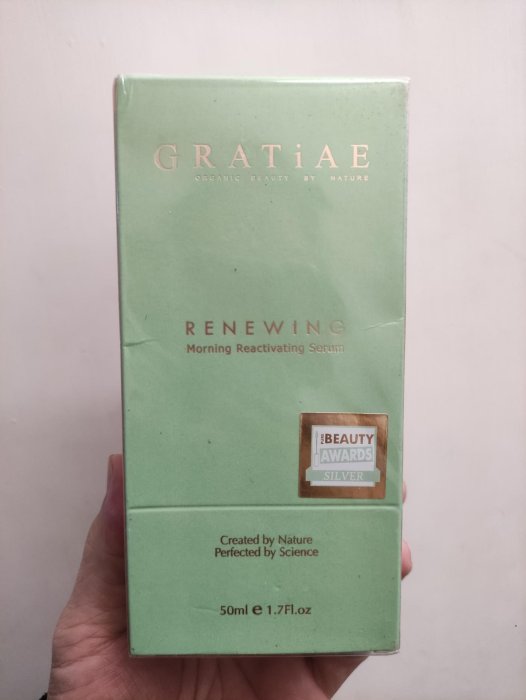 GRATiAE
ORGANIC BEAUTY BY NATURE
RENEWING
Morning Reactivating Serum
BEAUTY
AWARDS
SILVER
Created by Nature
Perfected by Science
50ml e 1.7Fl.oz